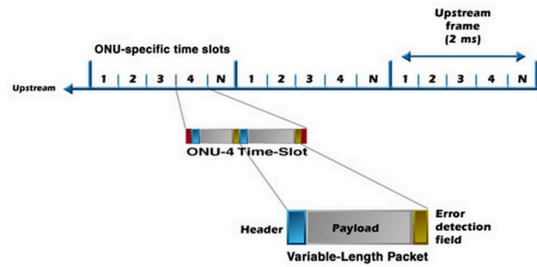 ONU-specific time slots
Upstream
frame
(2 ms)
1 2 3 4 N 1 2 3 4 N 1 2 3 4 N
Upstream
ONU-4 Time-Slot
Header
Payload
Error
detection
field
Variable-Length Packet